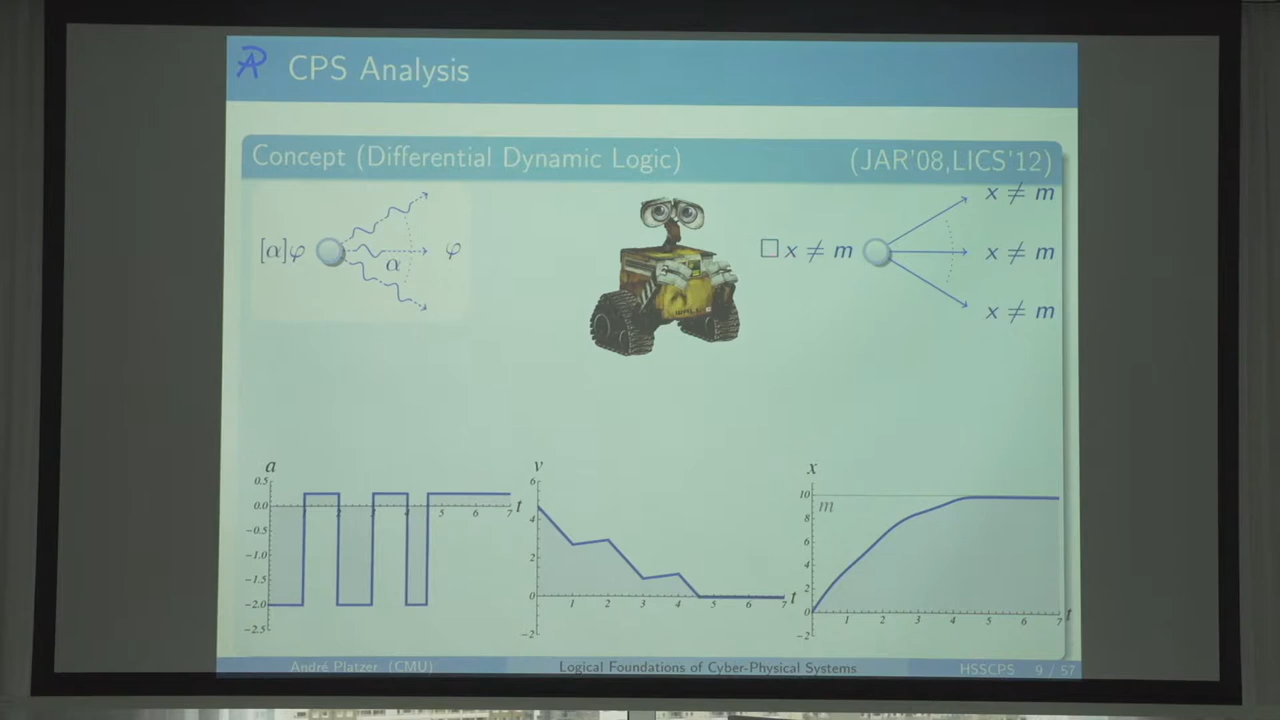 CPS Analysis
Concept (Differential Dynamic Logic) (JAR'08,LICS'12)
[α]φ α φ
□ x ≠ m
x ≠ m
x ≠ m
x ≠ m
a
0.5
0.0
−0.5
−1.0
−1.5
−2.0
−2.5
2 5 6 7 t
v
6
4
2
0
−2
1 2 3 4 5 6 7 t
x
10
8
6
4
2
0
−2
m
1 2 3 4 5 6 7 t
André Platzer (CMU) Logical Foundations of Cyber-Physical Systems HSSCPS 9 / 57